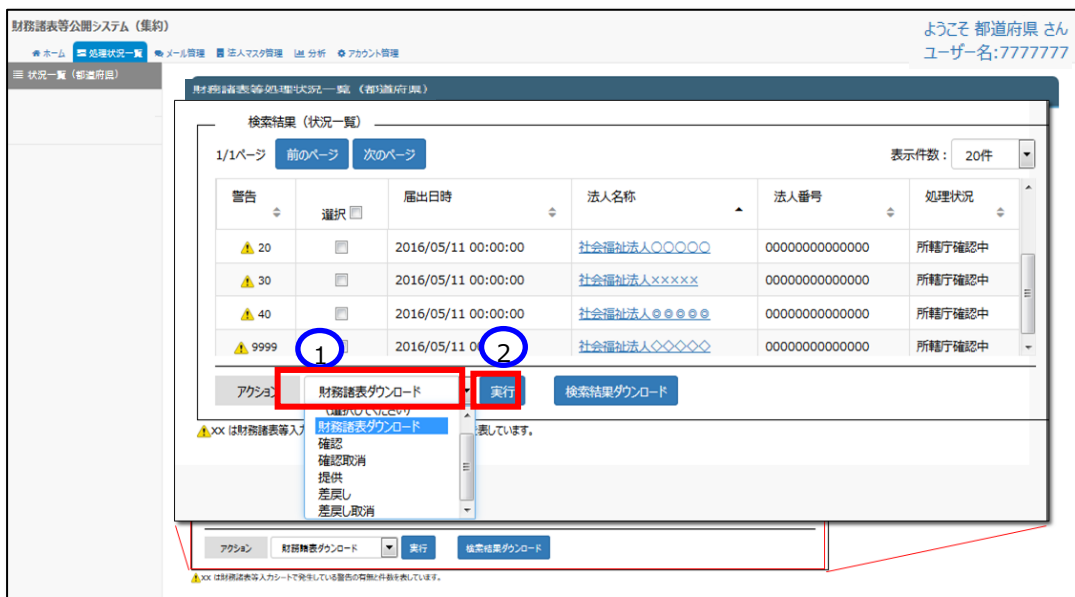 財務諸表等公開システム（集約）
ようこそ 都道府県 さん
ホーム 処理状況一覧 メール管理 法人マスタ管理 分析 アカウント管理
ユーザー名:7777777
状況一覧（都道府県）
財務諸表等処理状況一覧（都道府県）
検索結果（状況一覧）
1/1ページ 前のページ 次のページ 表示件数： 20件
警告 選択 届出日時 法人名称 法人番号 処理状況
20 2016/05/11 00:00:00 社会福祉法人〇〇〇〇〇 00000000000000 所轄庁確認中
30 2016/05/11 00:00:00 社会福祉法人××××× 00000000000000 所轄庁確認中
40 2016/05/11 00:00:00 社会福祉法人◎◎◎◎◎ 00000000000000 所轄庁確認中
9999 2016/05/11 0 社会福祉法人◇◇◇◇◇ 00000000000000 所轄庁確認中
1 2
アクション 財務諸表ダウンロード 実行 検索結果ダウンロード
（選択してください）
財務諸表ダウンロード
確認
確認取消
提供
差戻し
差戻し取消
XX は財務諸表等入 表しています。
アクション 財務諸表ダウンロード 実行 検索結果ダウンロード
XX は財務諸表等入力シートで発生している警告の有無と件数を表しています。